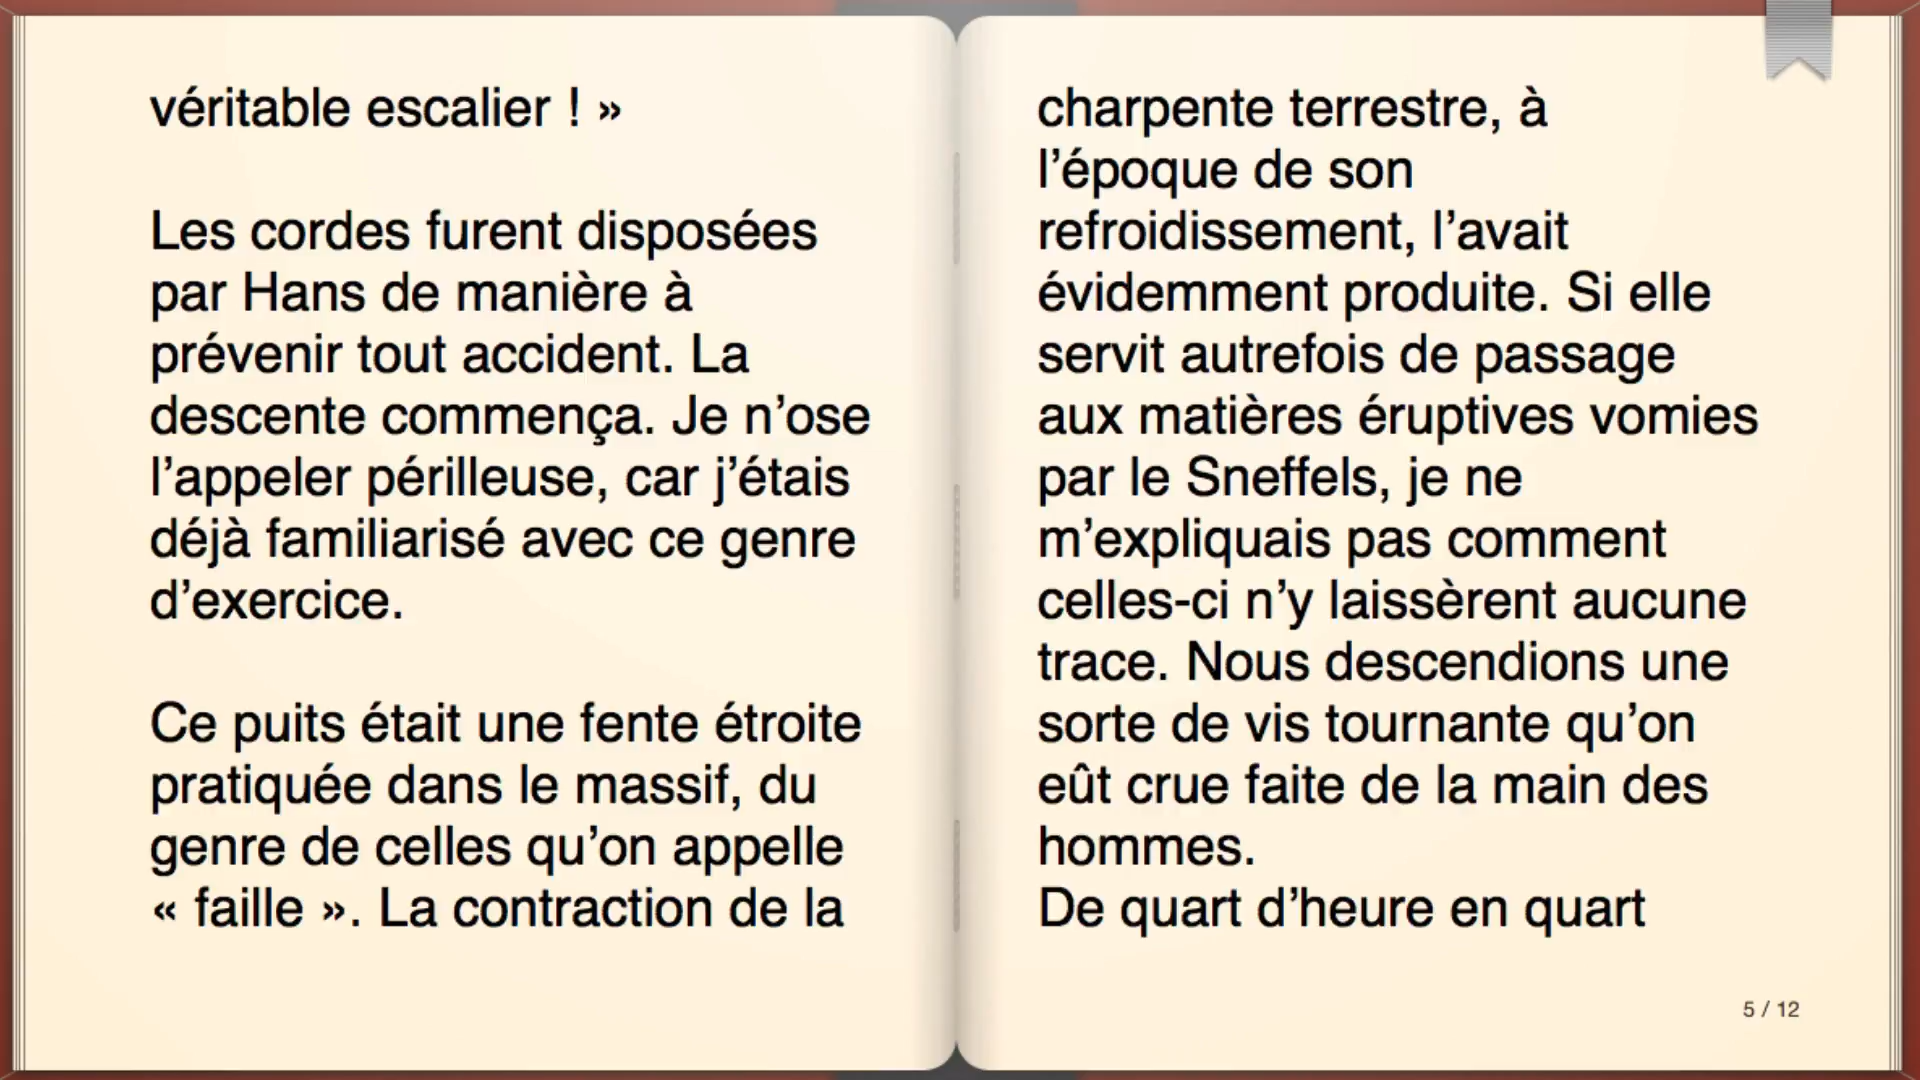 véritable escalier ! »
Les cordes furent disposées
par Hans de manière à
prévenir tout accident. La
descente commença. Je n’ose
l’appeler périlleuse, car j’étais
déjà familiarisé avec ce genre
d’exercice.
Ce puits était une fente étroite
pratiquée dans le massif, du
genre de celles qu’on appelle
« faille ». La contraction de la
charpente terrestre, à
l’époque de son
refroidissement, l’avait
évidemment produite. Si elle
servit autrefois de passage
aux matières éruptives vomies
par le Sneffels, je ne
m’expliquais pas comment
celles-ci n’y laissèrent aucune
trace. Nous descendions une
sorte de vis tournante qu’on
eût crue faite de la main des
hommes.
De quart d’heure en quart
5 / 12